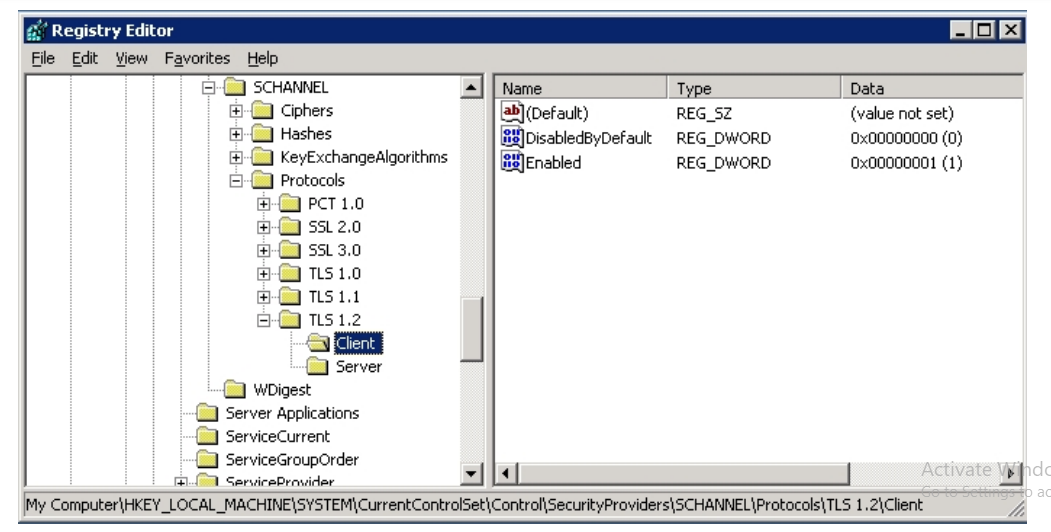 Registry Editor
File Edit View Favorites Help
SCHANNEL
Ciphers
Hashes
KeyExchangeAlgorithms
Protocols
PCT 1.0
SSL 2.0
SSL 3.0
TLS 1.0
TLS 1.1
TLS 1.2
Client
Server
WDigest
Server Applications
ServiceCurrent
ServiceGroupOrder
ServiceProvider
Name Type Data
(Default) REG_SZ (value not set)
DisabledByDefault REG_DWORD 0x00000000 (0)
Enabled REG_DWORD 0x00000001 (1)
Activate Windo
Go to Settings to ac
My Computer\HKEY_LOCAL_MACHINE\SYSTEM\CurrentControlSet\Control\SecurityProviders\SCHANNEL\Protocols\TLS 1.2\Client